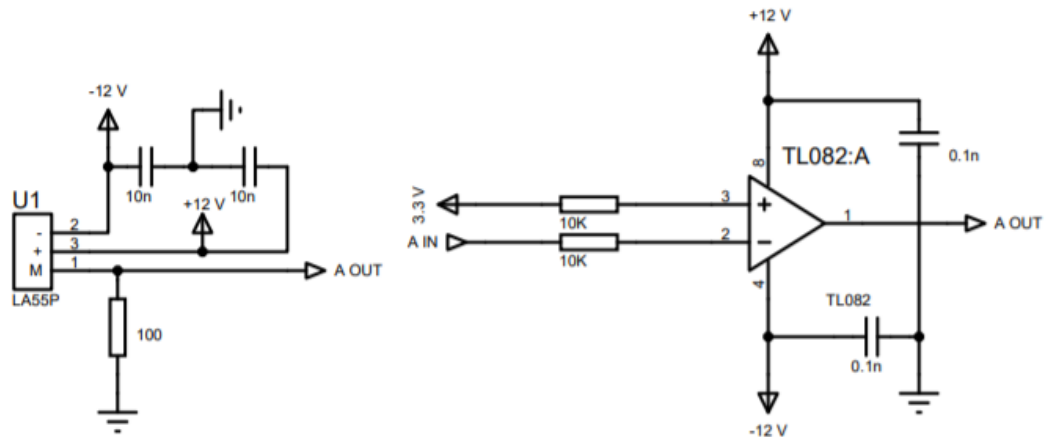 -12 V
10n
10n
+12 V
U1
-
2
+
3
M
1
A OUT
LA55P
100
+12 V
TL082:A
8
0.1n
3.3 V
10K
3
+
1
A OUT
A IN
10K
2
−
4
TL082
0.1n
-12 V